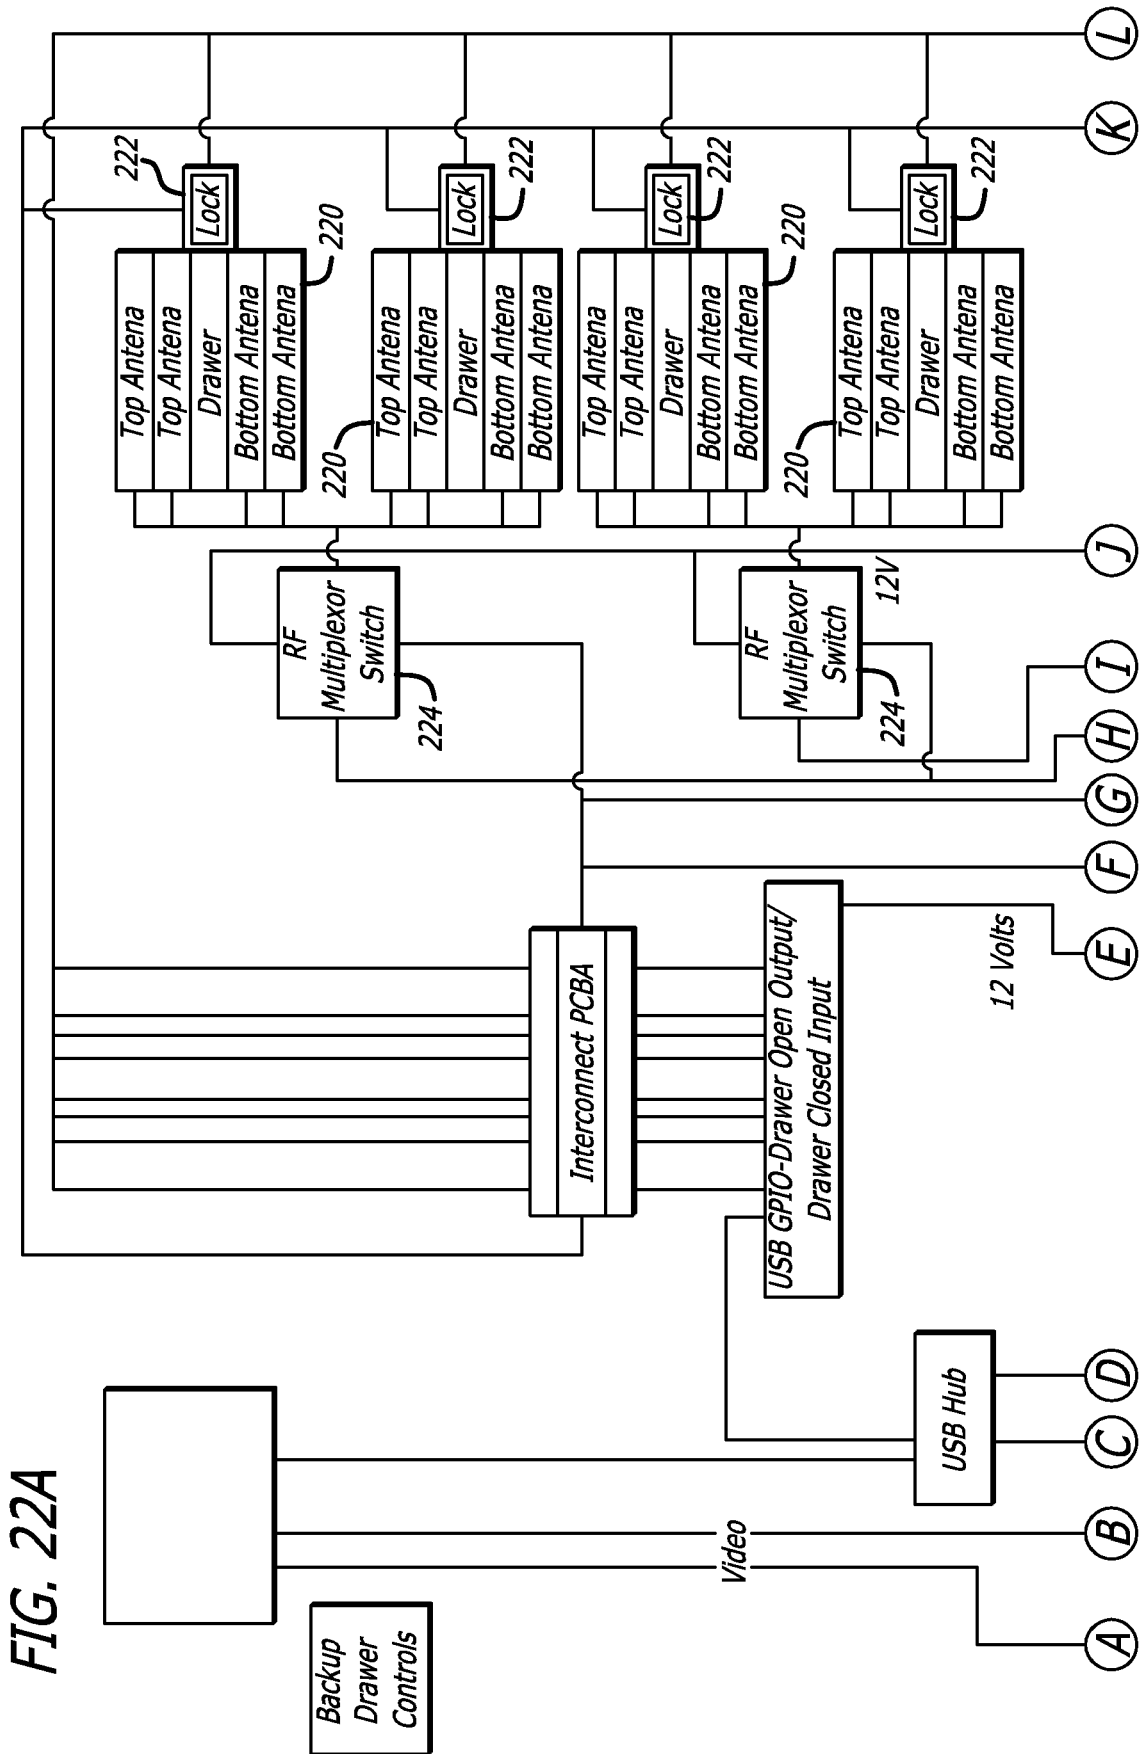 FIG. 22A
Backup
Drawer
Controls
Video
USB Hub
USB GPIO-Drawer Open Output/
Drawer Closed Input
12 Volts
Interconnect PCBA
RF
Multiplexor
Switch
224
RF
Multiplexor
Switch
224
12V
Top Antena
Top Antena
Drawer
Bottom Antena
Bottom Antena
220
Lock
222
Top Antena
Top Antena
Drawer
Bottom Antena
Bottom Antena
220
Lock
222
Top Antena
Top Antena
Drawer
Bottom Antena
Bottom Antena
220
Lock
222
Top Antena
Top Antena
Drawer
Bottom Antena
Bottom Antena
220
Lock
222
A
B
C
D
E
F
G
H
I
J
K
L